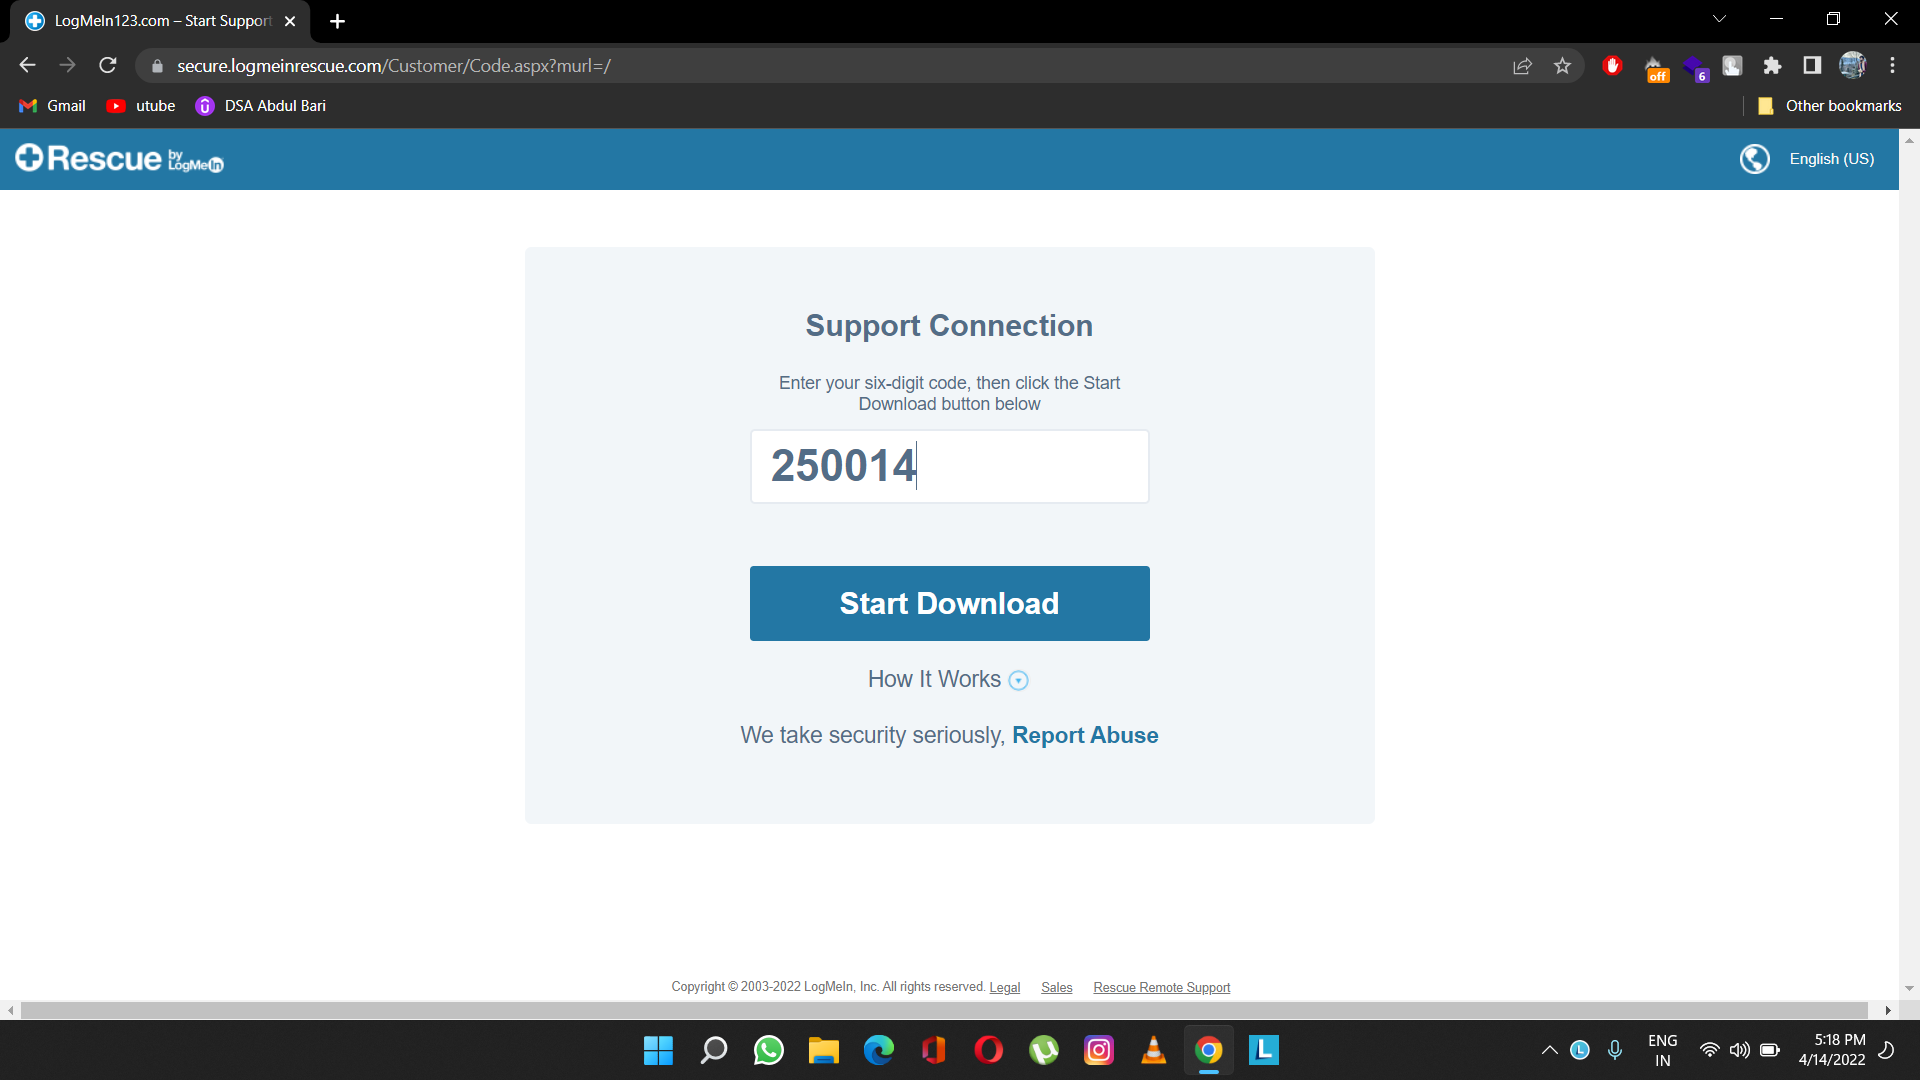 LogMeIn123.com – Start Support
secure.logmeinrescue.com/Customer/Code.aspx?murl=/
off
6
Gmail
utube
DSA Abdul Bari
Other bookmarks
Rescue by LogMeIn
English (US)
Support Connection
Enter your six-digit code, then click the Start
Download button below
250014
Start Download
How It Works
We take security seriously, Report Abuse
Copyright © 2003-2022 LogMeIn, Inc. All rights reserved. Legal Sales Rescue Remote Support
L
L
ENG
IN
5:18 PM
4/14/2022